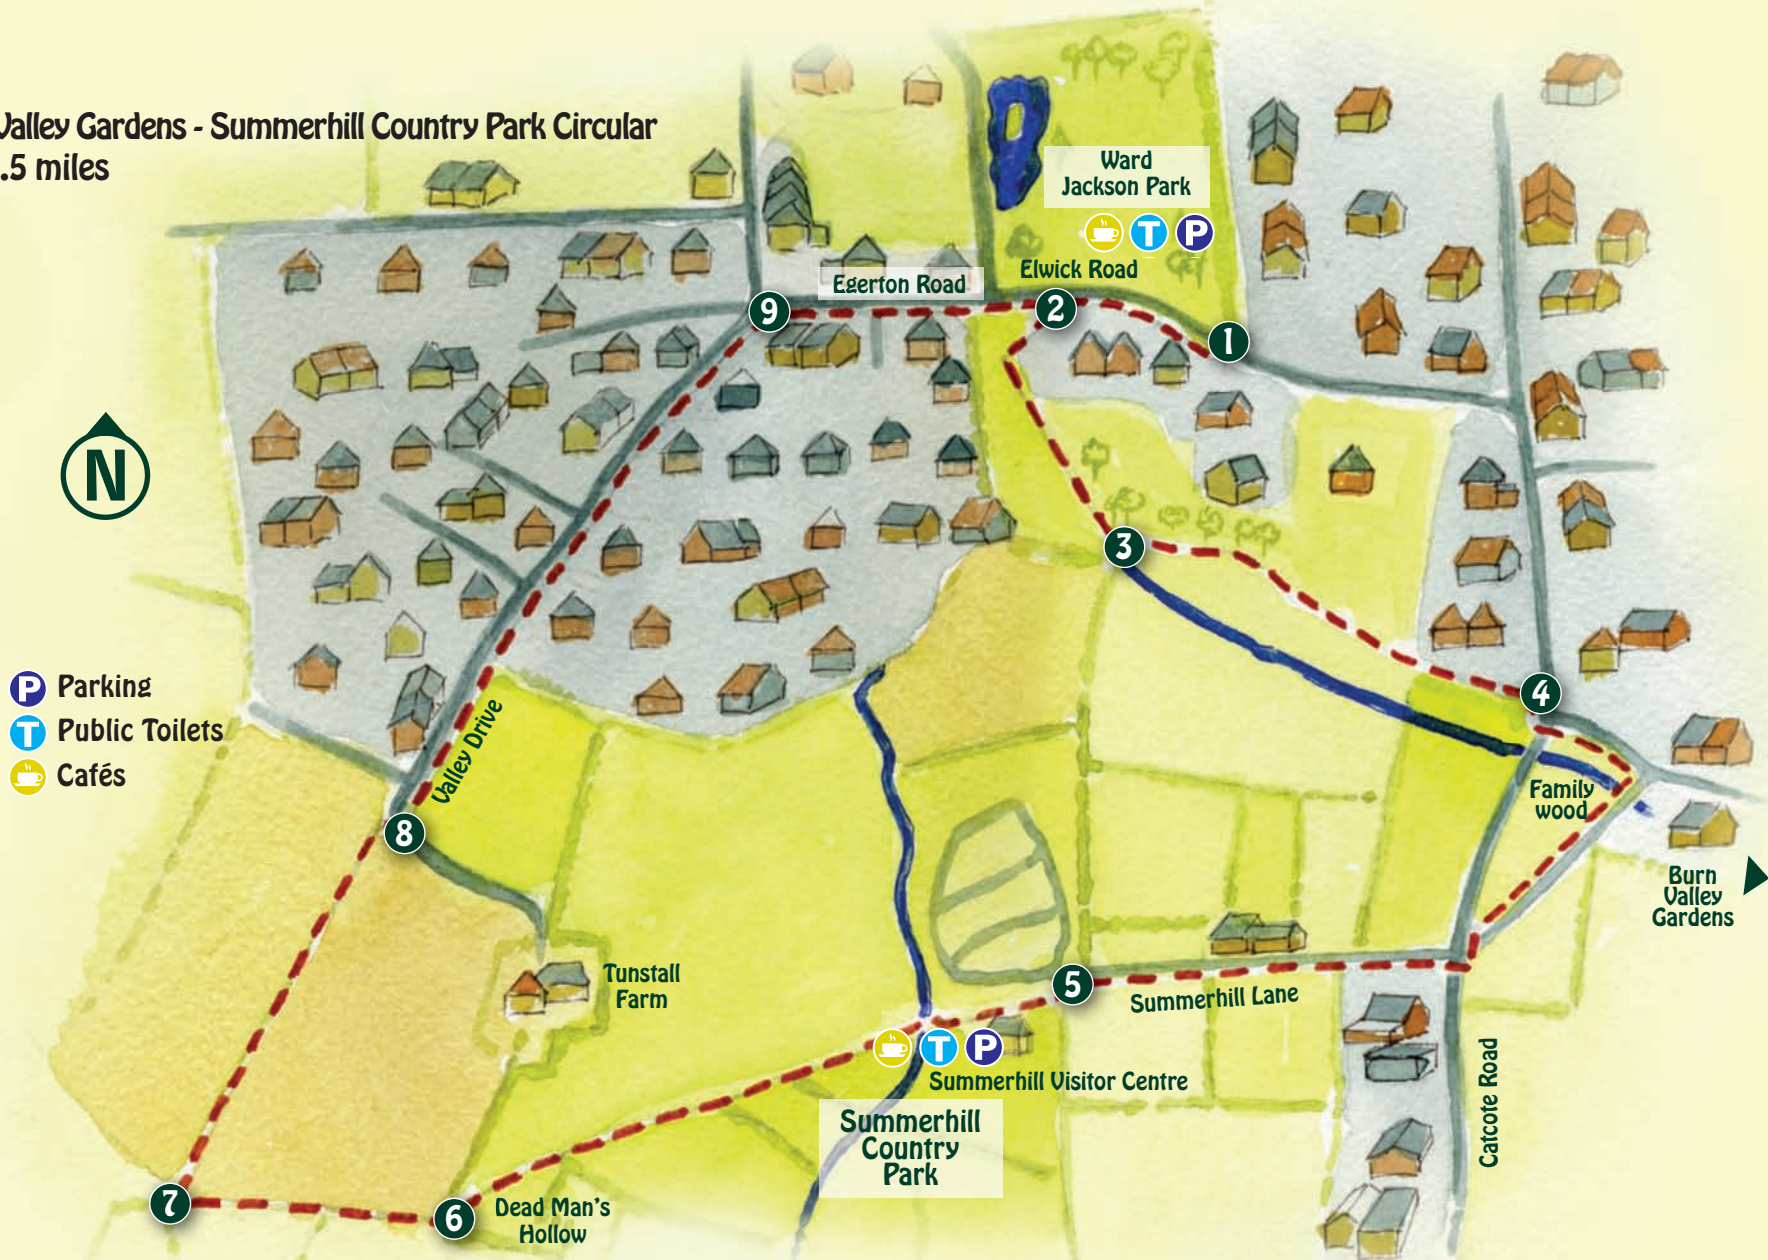 Valley Gardens - Summerhill Country Park Circular
.5 miles
Ward
Jackson Park
T P
Elwick Road
Egerton Road
9
2
1
N
3
P Parking
T Public Toilets
Cafés
4
Valley Drive
Family
wood
8
Burn
Valley
Gardens
Tunstall
Farm
5
Summerhill Lane
T P
Summerhill Visitor Centre
Summerhill
Country
Park
Catcote Road
7
6
Dead Man's
Hollow